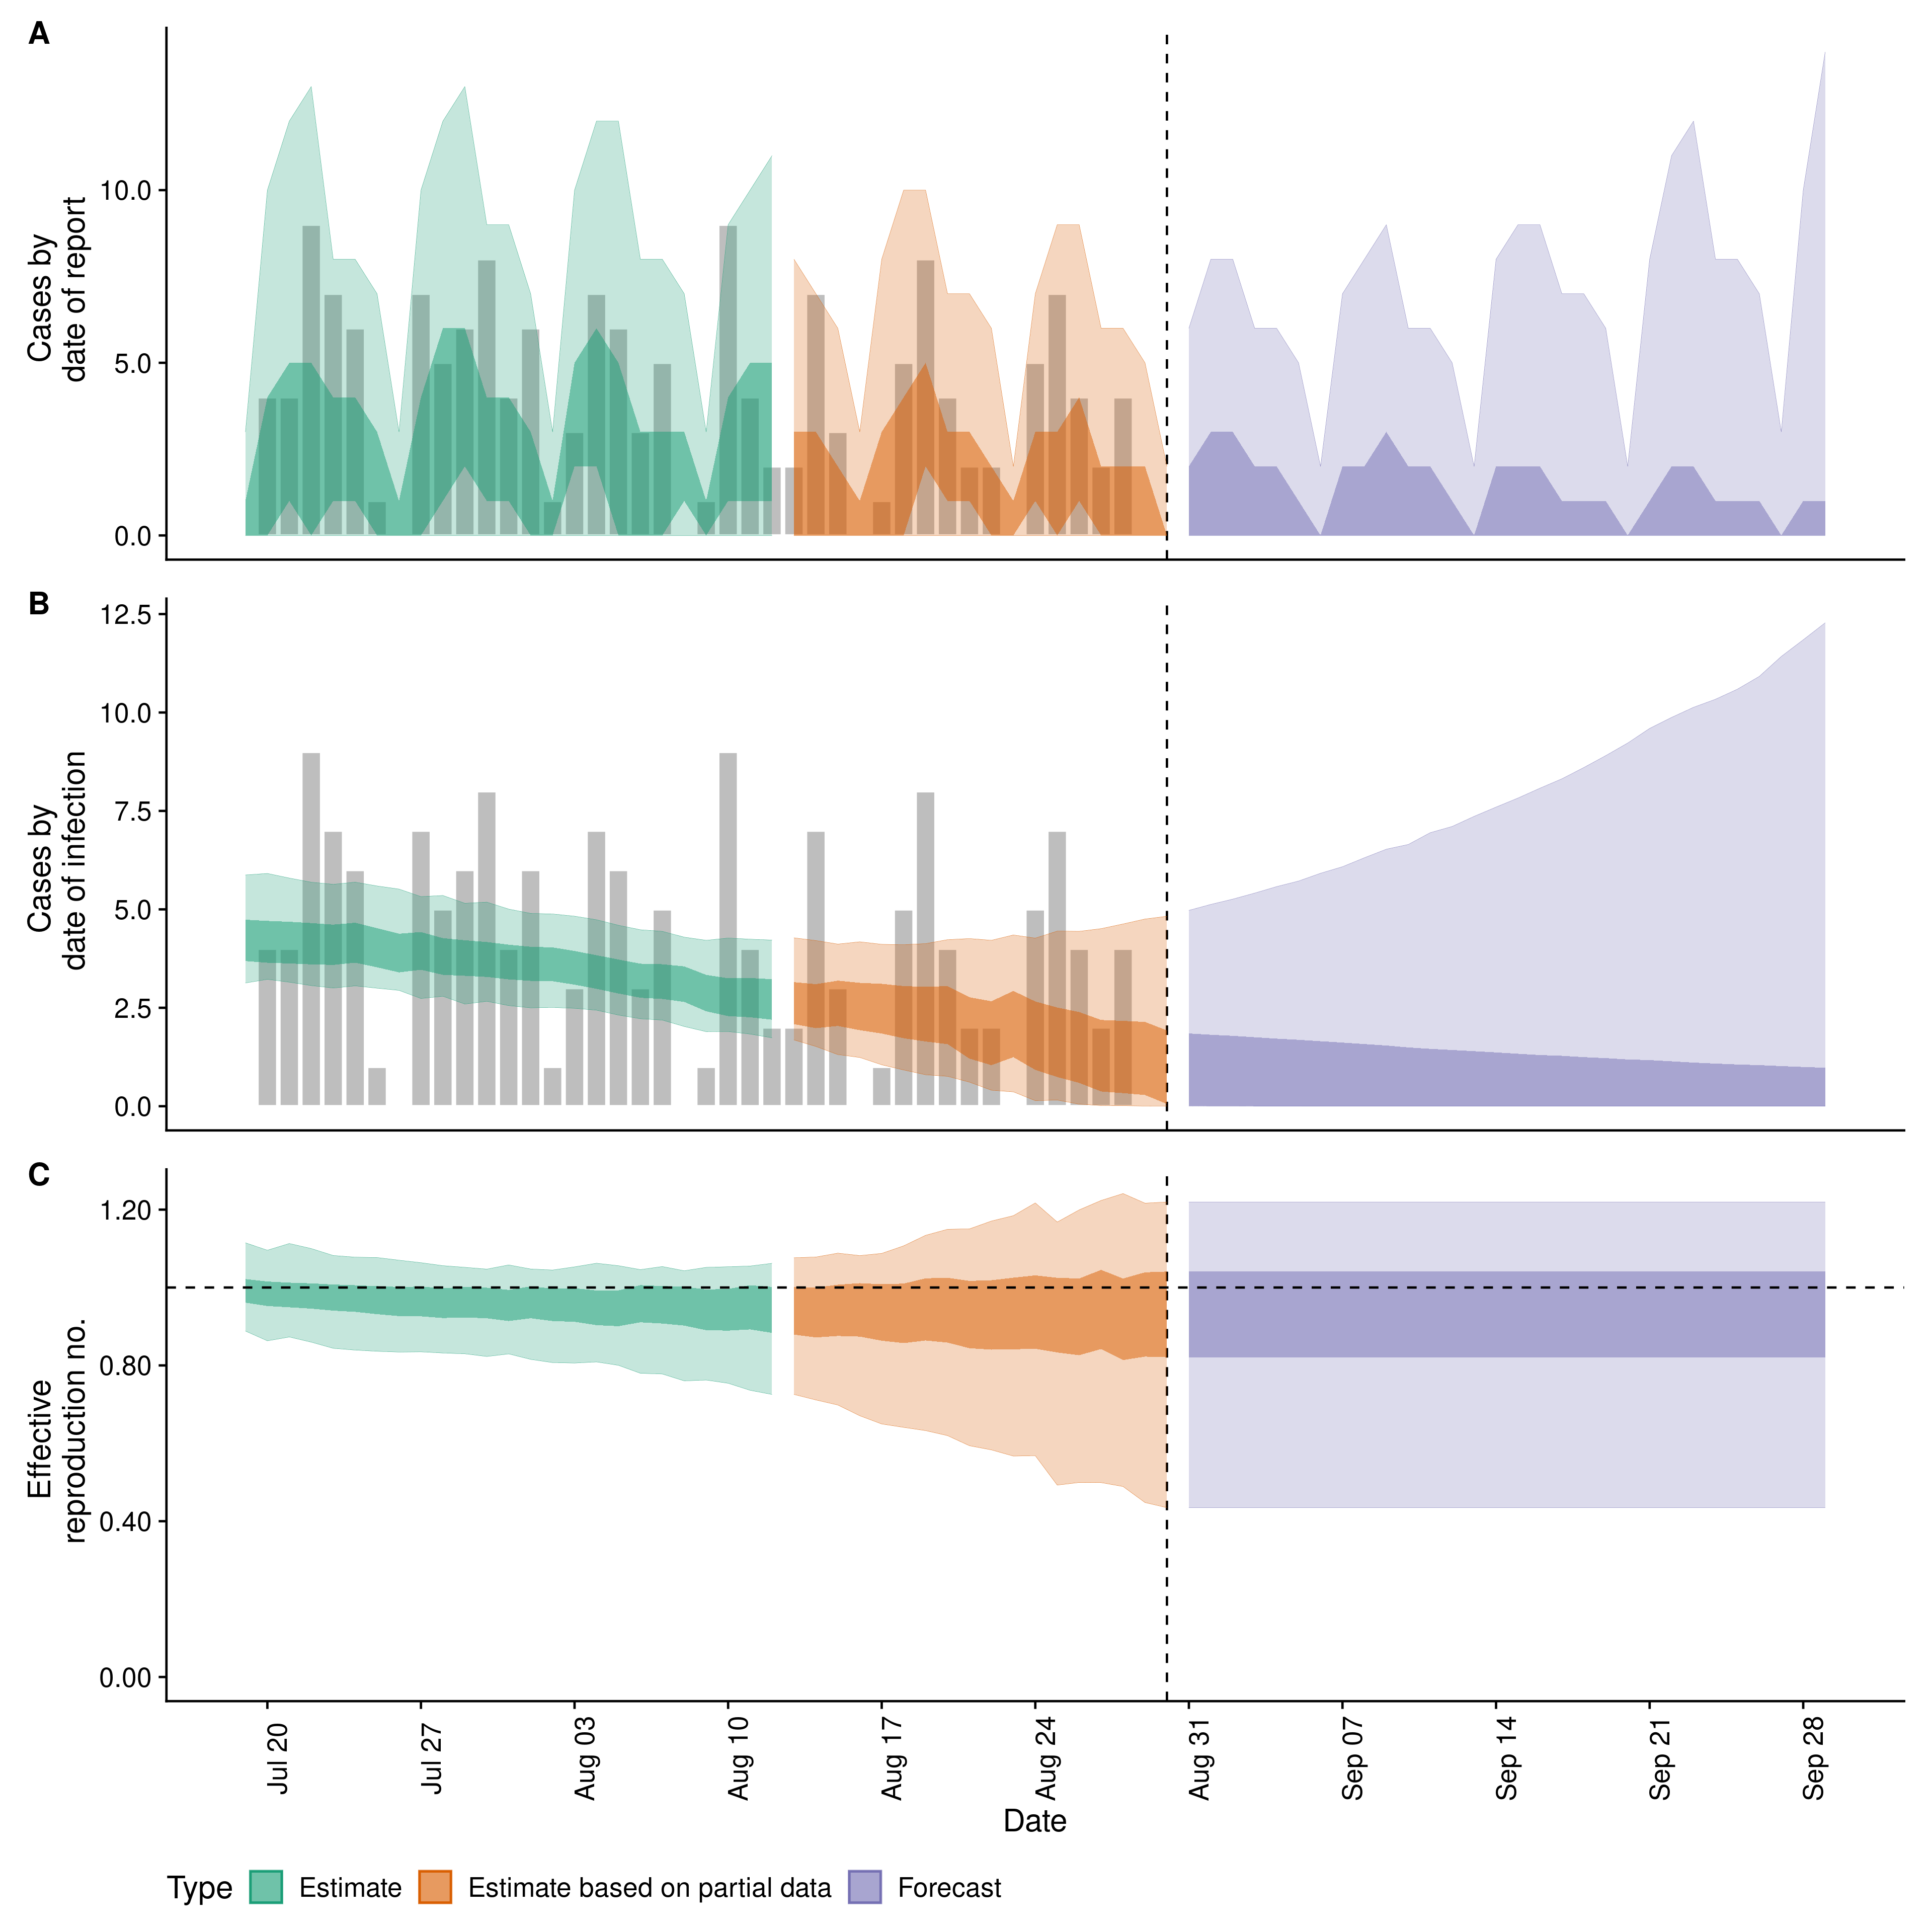 A
Cases by
date of report
10.0
5.0
0.0
B
Cases by
date of infection
12.5
10.0
7.5
5.0
2.5
0.0
C
Effective
reproduction no.
1.20
0.80
0.40
0.00
Jul 20
Jul 27
Aug 03
Aug 10
Aug 17
Aug 24
Aug 31
Sep 07
Sep 14
Sep 21
Sep 28
Date
Type Estimate Estimate based on partial data Forecast